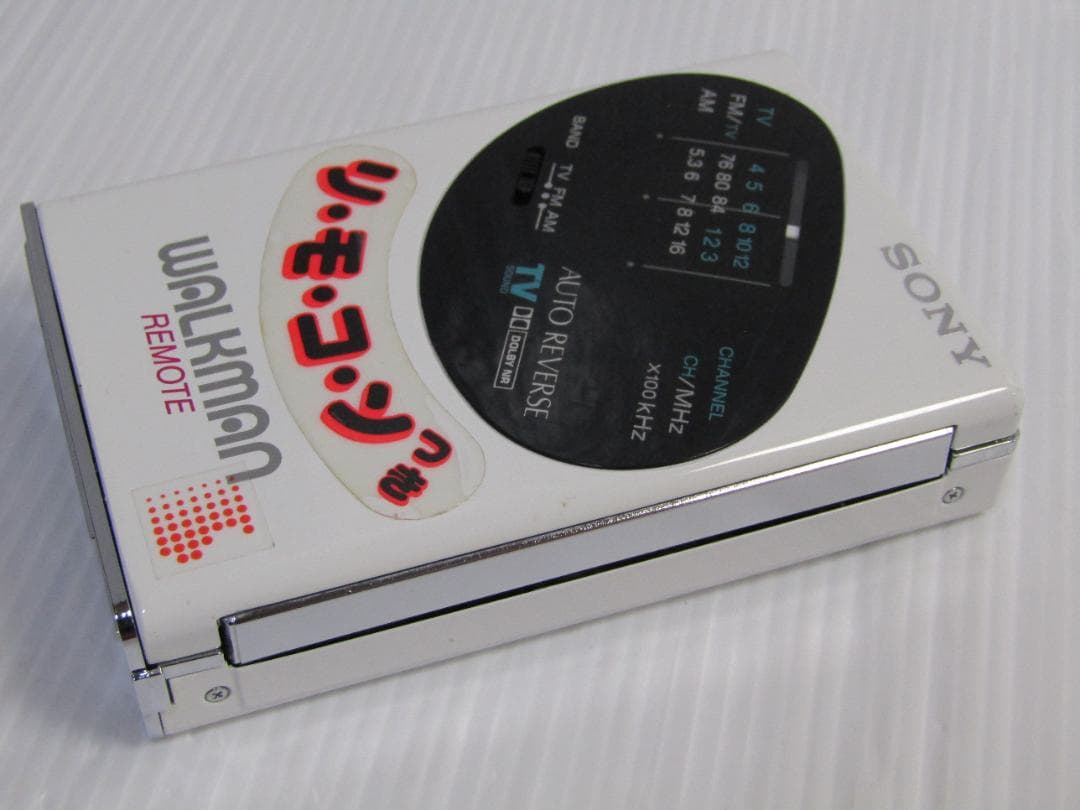 SONY
TV 4 5 6 8 10 12 CHANNEL
FM/TV 76 80 84 1 2 3 CH/MHz
AM 5.3 6 7 8 12 16 X100kHz
AUTO REVERSE
TV SOUND DOLBY NR
BAND TV FM AM
リ・モ・コ・ン つき
WALKMAN
REMOTE